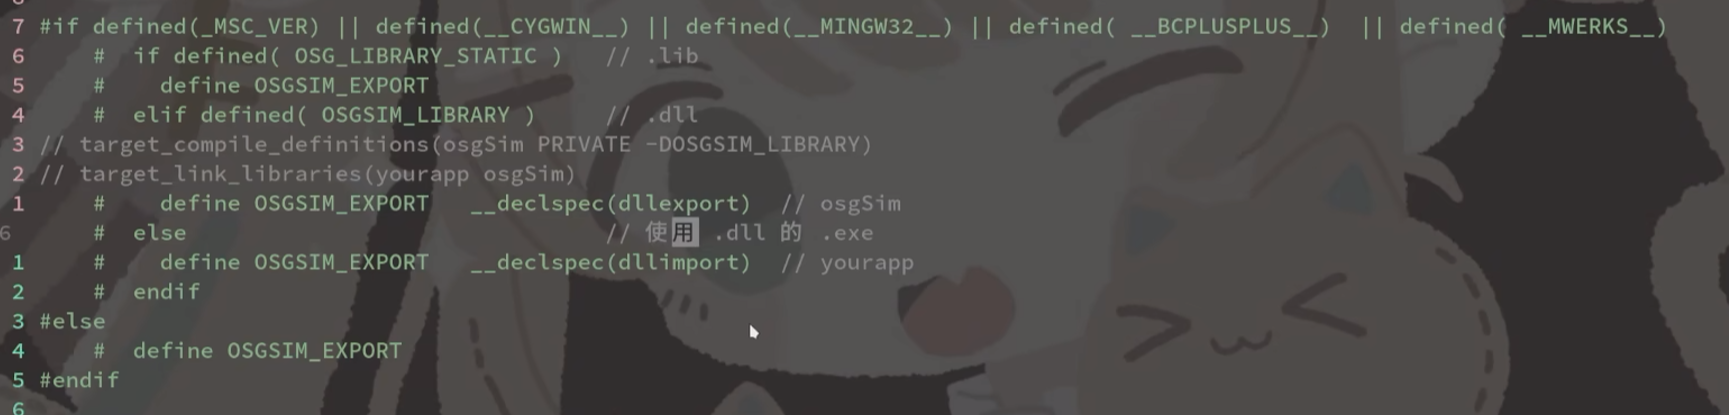 7 #if defined(_MSC_VER) || defined(__CYGWIN__) || defined(__MINGW32__) || defined( __BCPLUSPLUS__)  || defined( __MWERKS__)
6     #  if defined( OSG_LIBRARY_STATIC )   // .lib
5     #    define OSGSIM_EXPORT
4     #  elif defined( OSGSIM_LIBRARY )     // .dll
3 // target_compile_definitions(osgSim PRIVATE -DOSGSIM_LIBRARY)
2 // target_link_libraries(yourapp osgSim)
1     #    define OSGSIM_EXPORT   __declspec(dllexport)  // osgSim
6     #  else                                // 使用 .dll 的 .exe
1     #    define OSGSIM_EXPORT   __declspec(dllimport)  // yourapp
2     #  endif
3 #else
4     #  define OSGSIM_EXPORT
5 #endif
6